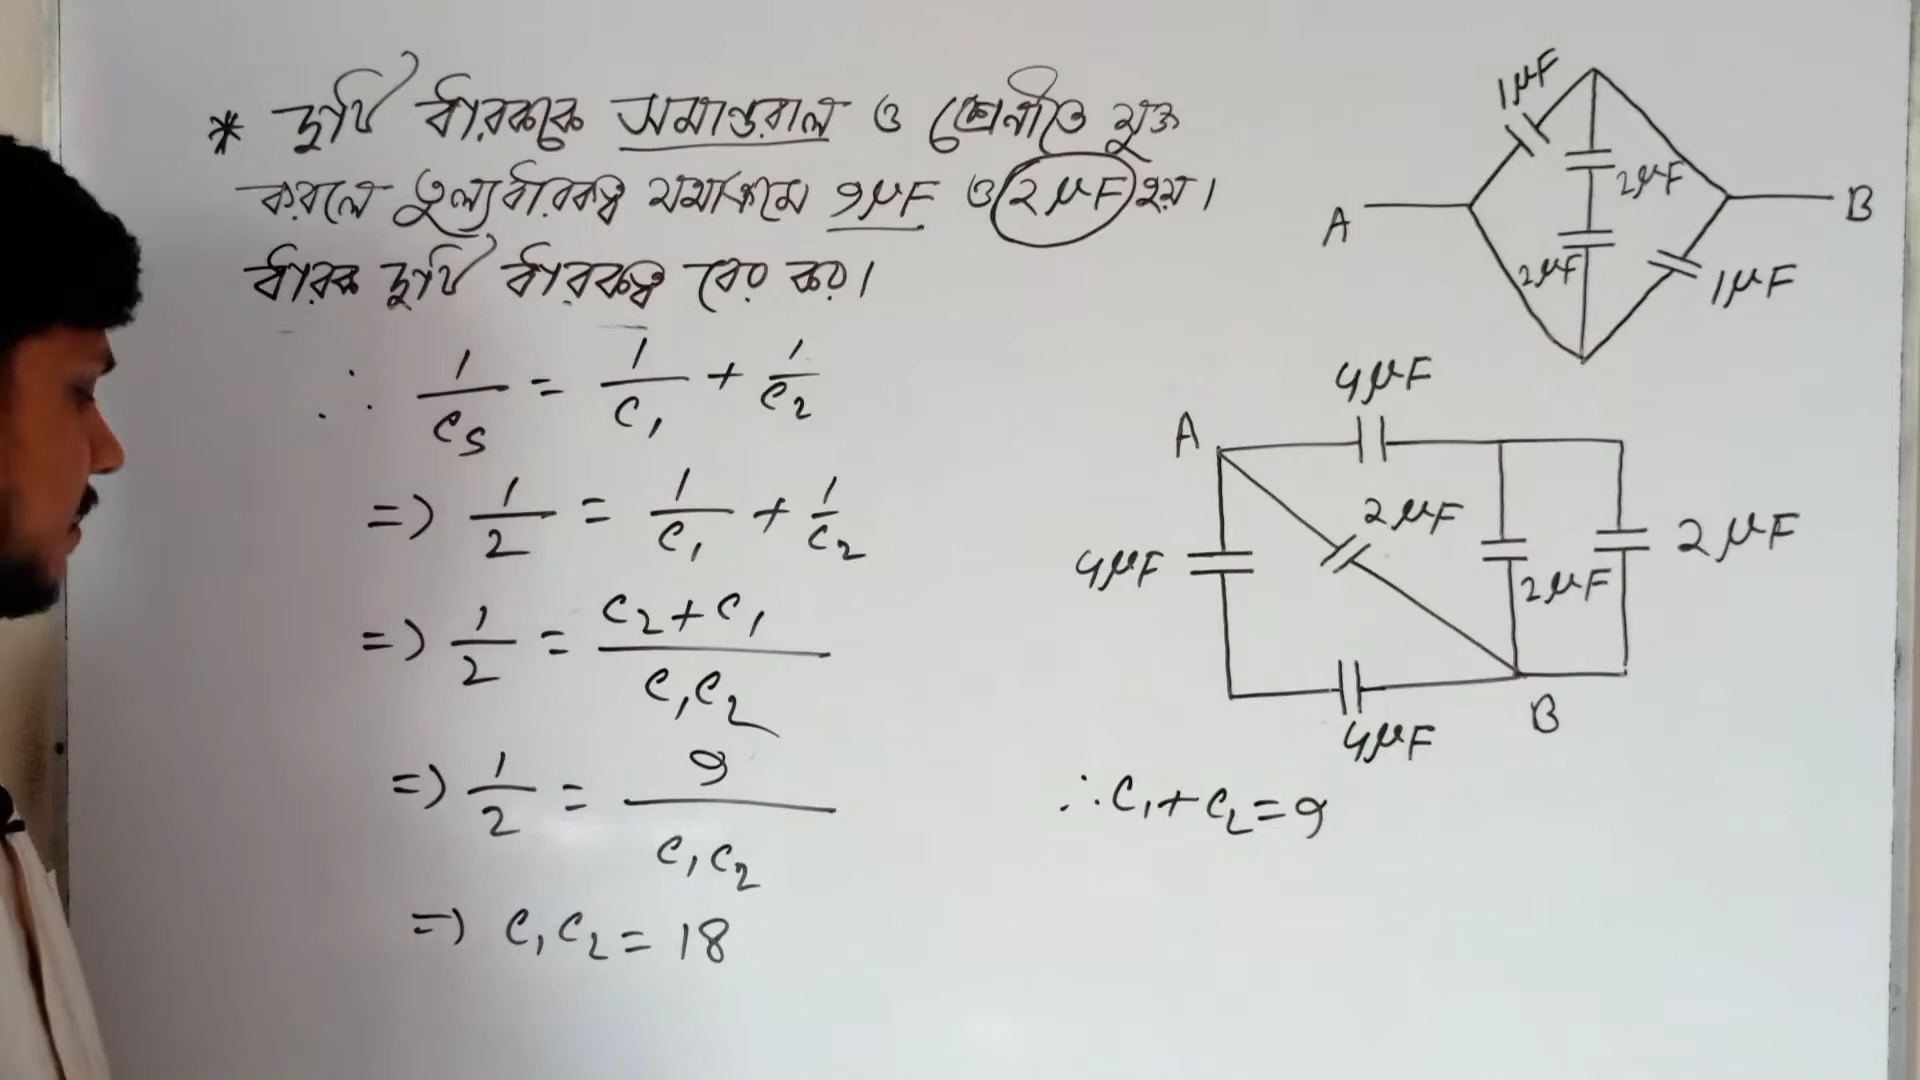 * দুটি ধারককে সমান্তরাল ও শ্রেণীতে যুক্ত
করলে তুল্যধারকত্ব যথাক্রমে 9μF ও 2μF হয়।
ধারক দুটি ধারকত্ব বের কর।
∴ 1/Cs = 1/C₁ + 1/C₂
=> 1/2 = 1/C₁ + 1/C₂
=> 1/2 = C₂+C₁ / C₁C₂
=> 1/2 = 9 / C₁C₂
=> C₁C₂ = 18
1μF
2μF
A
B
2μF
1μF
4μF
A
2μF
2μF
4μF
2μF
B
4μF
∴ C₁+C₂=9